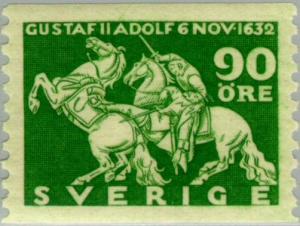 GUSTAF II ADOLF 6 NOV·1632
90
ÖRE
SVERIGE